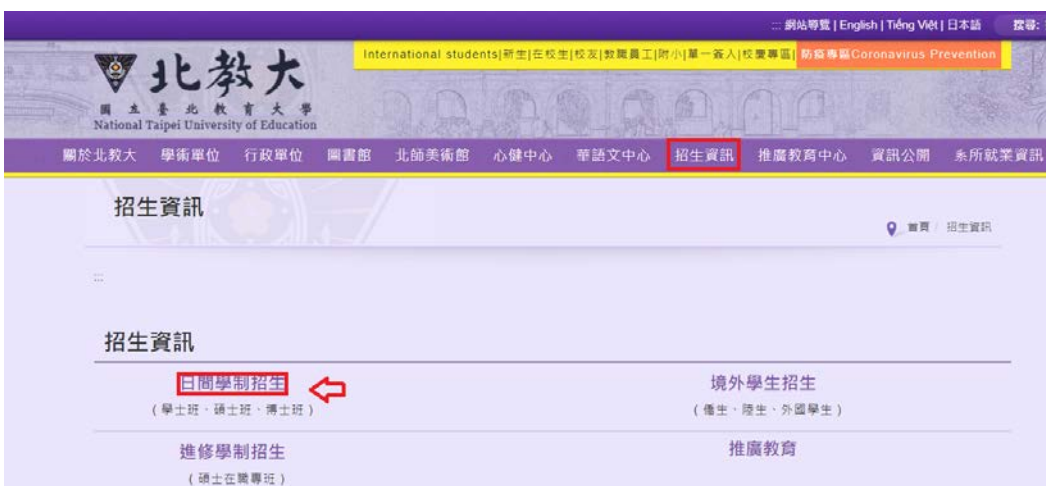 ::: 網站導覽 | English | Tiếng Việt | 日本語 搜尋:
International students|新生|在校生|校友|教職員工|附小|單一簽入|校慶專區| 防疫專區Coronavirus Prevention
北教大
國立臺北教育大學
National Taipei University of Education
關於北教大 學術單位 行政單位 圖書館 北師美術館 心健中心 華語文中心 招生資訊 推廣教育中心 資訊公開 系所就業資訊
招生資訊
首頁 / 招生資訊
:::
招生資訊
日間學制招生
(學士班、碩士班、博士班)
境外學生招生
(僑生、陸生、外國學生)
進修學制招生
(碩士在職專班)
推廣教育